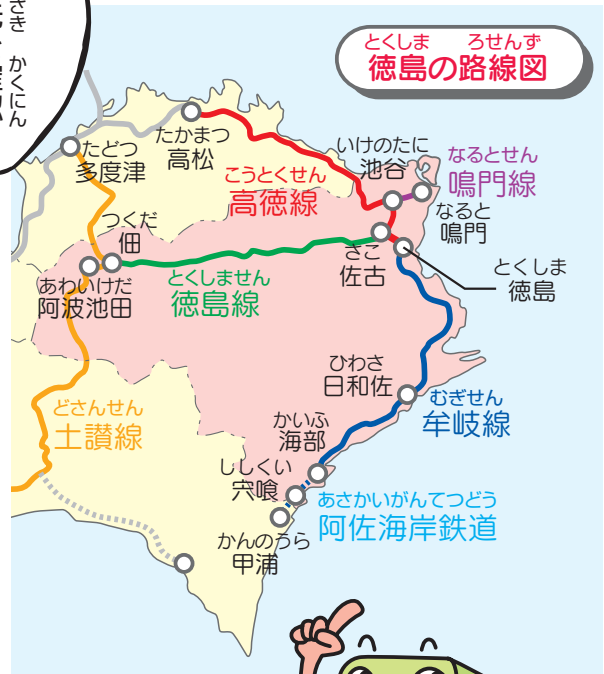 さき かくにん
とくしま ろせんず
徳島の路線図
たかまつ
高松
たどつ
多度津
いけのたに
池谷
なるとせん
鳴門線
こうとくせん
高徳線
なると
鳴門
つくだ
佃
さこ
佐古
とくしま
徳島
あわいけだ
阿波池田
とくしません
徳島線
ひわさ
日和佐
むぎせん
牟岐線
どさんせん
土讃線
かいふ
海部
ししくい
宍喰
あさかいがんてつどう
阿佐海岸鉄道
かんのうら
甲浦